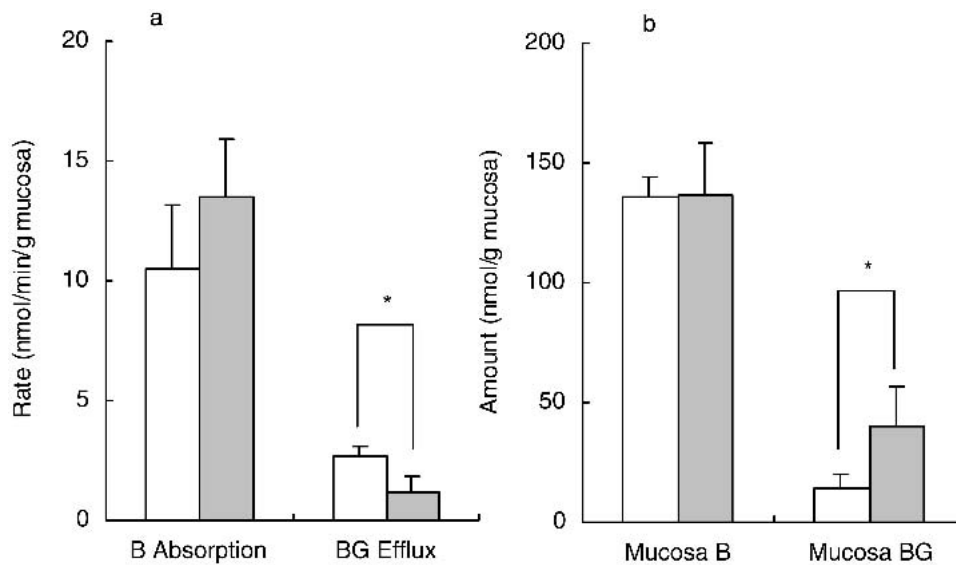 a
20
15
10
5
0
Rate (nmol/min/g mucosa)
*
B Absorption BG Efflux
b
200
150
100
50
0
Amount (nmol/g mucosa)
*
Mucosa B Mucosa BG